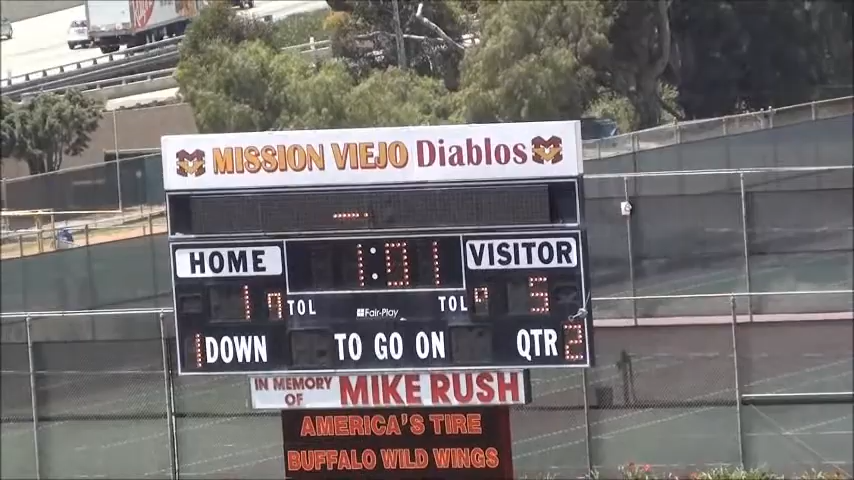 MISSION VIEJO Diablos
1:01
HOME VISITOR
1 TOL TOL 5
Fair-Play
1 DOWN TO GO ON QTR 2
IN MEMORY OF MIKE RUSH
AMERICA'S TIRE
BUFFALO WILD WINGS